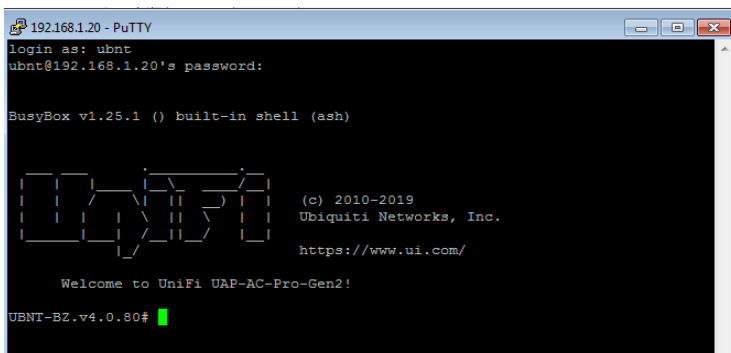 192.168.1.20 - PuTTY
login as: ubnt
ubnt@192.168.1.20's password:
BusyBox v1.25.1 () built-in shell (ash)
UniFi
(c) 2010-2019
Ubiquiti Networks, Inc.
https://www.ui.com/
Welcome to UniFi UAP-AC-Pro-Gen2!
UBNT-BZ.v4.0.80#